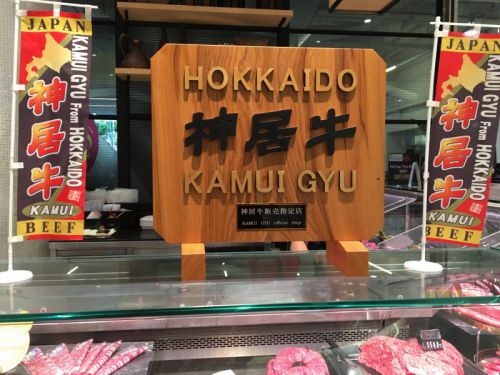 JAPAN
KAMUI GYU From HOKKAIDO
神居牛
KAMUI
BEEF
HOKKAIDO
神居牛
KAMUI GYU
神居牛販売指定店
KAMUI GYU official shop
JAPAN
KAMUI GYU From HOKKAIDO
神居牛
KAMUI
BEEF